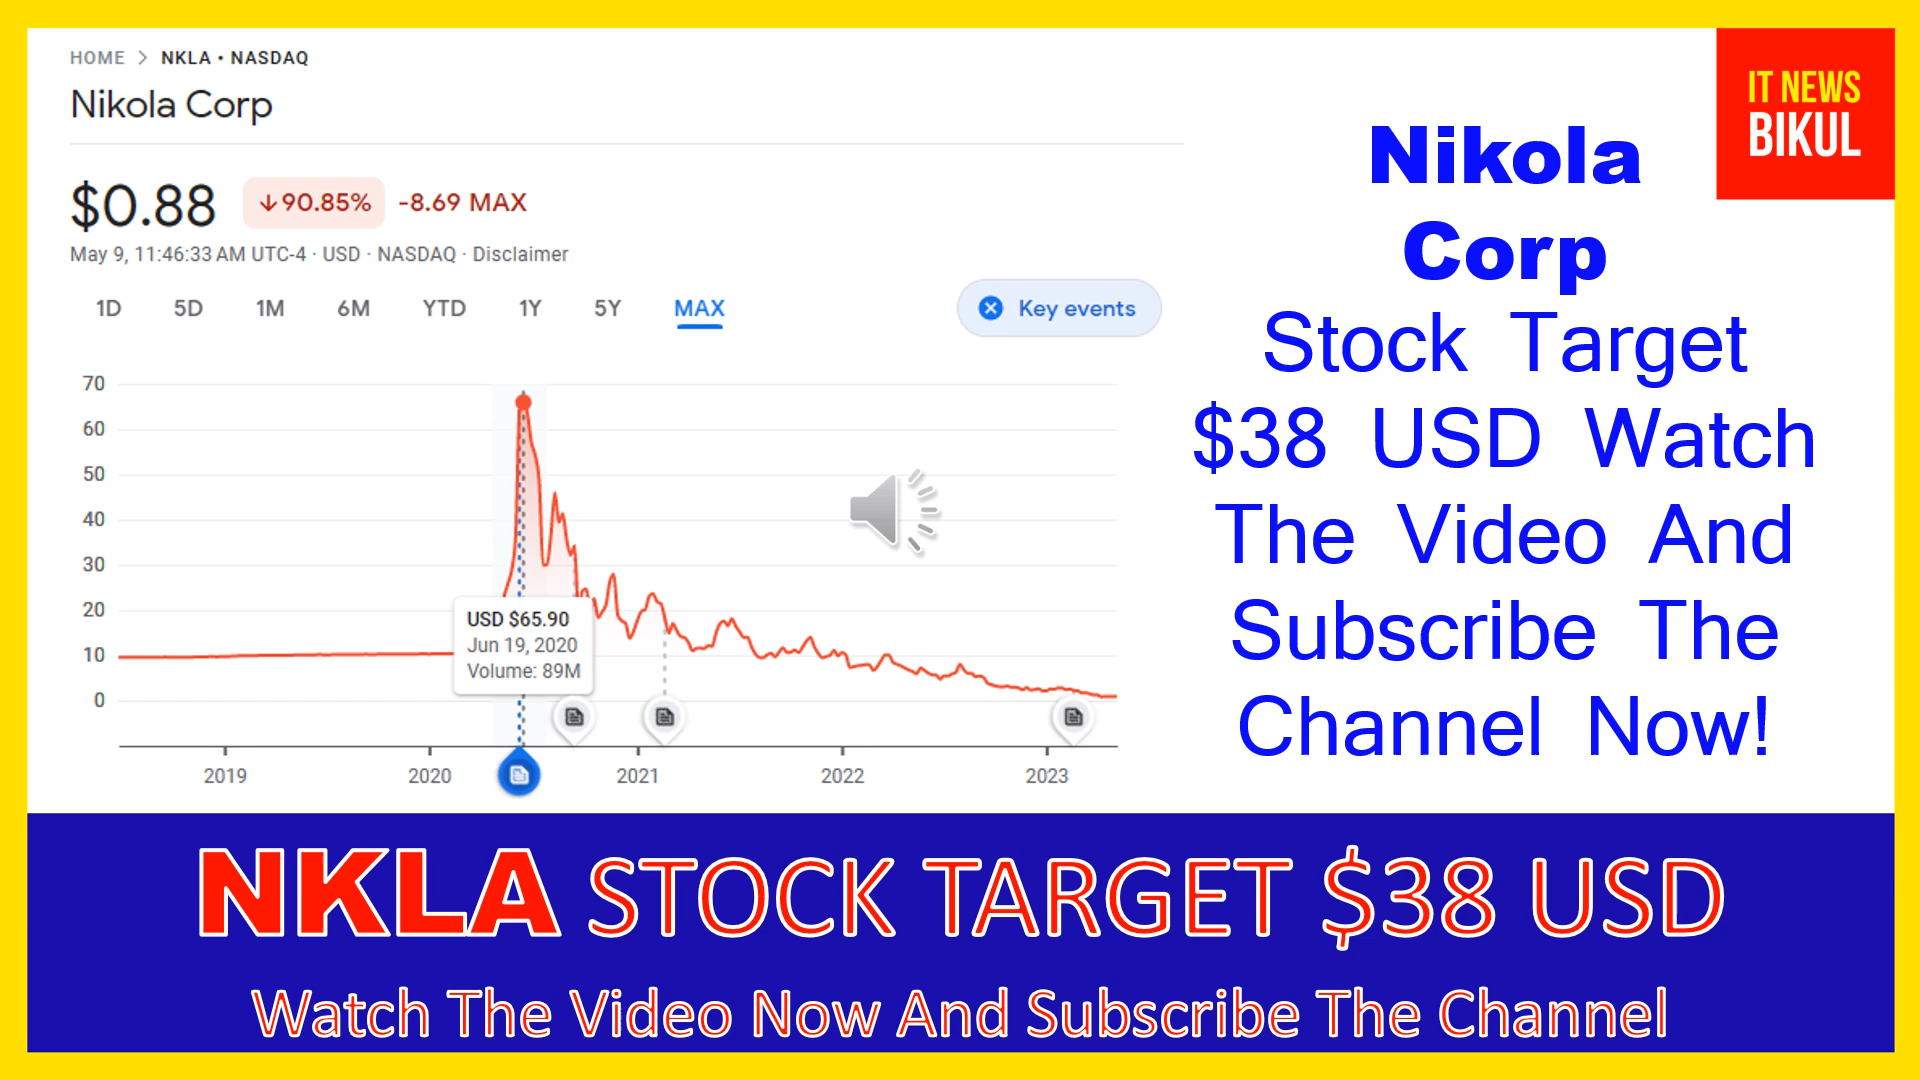 HOME > NKLA • NASDAQ
Nikola Corp
$0.88 ↓90.85% -8.69 MAX
May 9, 11:46:33 AM UTC-4 · USD · NASDAQ · Disclaimer
1D 5D 1M 6M YTD 1Y 5Y MAX
Key events
70
60
50
40
30
20
10
0
USD $65.90
Jun 19, 2020
Volume: 89M
2019 2020 2021 2022 2023
IT NEWS
BIKUL
Nikola
Corp
Stock Target
$38 USD Watch
The Video And
Subscribe The
Channel Now!
NKLA STOCK TARGET $38 USD
Watch The Video Now And Subscribe The Channel